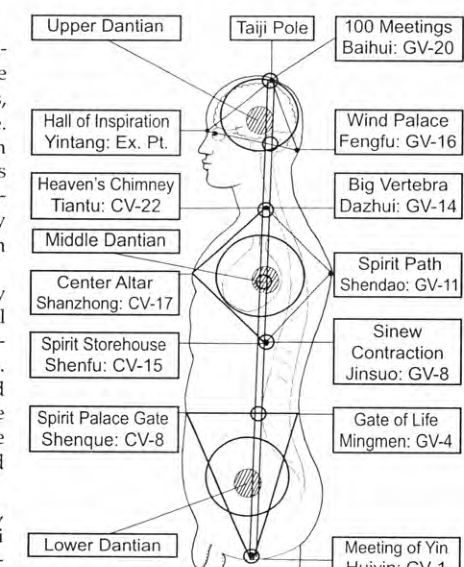 Upper Dantian
Taiji Pole
100 Meetings
Baihui: GV-20
Hall of Inspiration
Yintang: Ex. Pt.
Wind Palace
Fengfu: GV-16
Heaven's Chimney
Tiantu: CV-22
Big Vertebra
Dazhui: GV-14
Middle Dantian
Center Altar
Shanzhong: CV-17
Spirit Path
Shendao: GV-11
Spirit Storehouse
Shenfu: CV-15
Sinew
Contraction
Jinsuo: GV-8
Spirit Palace Gate
Shenque: CV-8
Gate of Life
Mingmen: GV-4
Lower Dantian
Meeting of Yin
Huiyin: CV-1